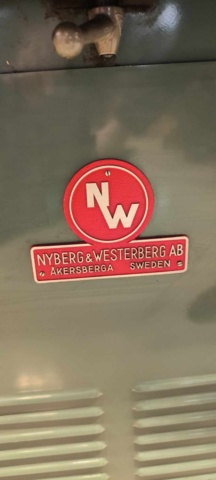 NW
NYBERG & WESTERBERG AB
ÅKERSBERGA SWEDEN